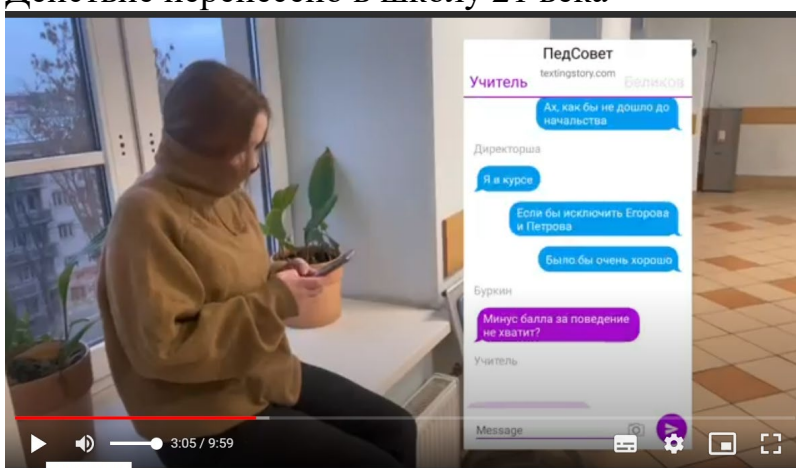 Действие перенесено в школу 21 века
ПедСовет
textingstory.com
Учитель
Беликов
Ах, как бы не дошло до
начальства
Директорша
Я в курсе
Если бы исключить Егорова
и Петрова
Было бы очень хорошо
Буркин
Минус балла за поведение
не хватит?
Учитель
Message
3:05 / 9:59